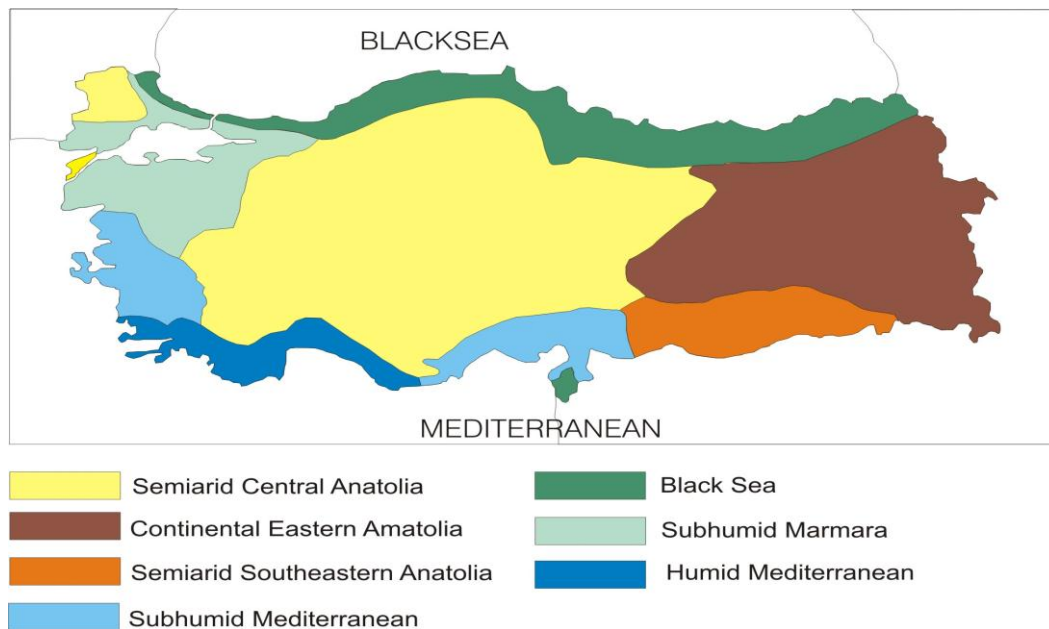 BLACKSEA
MEDITERRANEAN
Semiarid Central Anatolia
Continental Eastern Amatolia
Semiarid Southeastern Anatolia
Subhumid Mediterranean
Black Sea
Subhumid Marmara
Humid Mediterranean